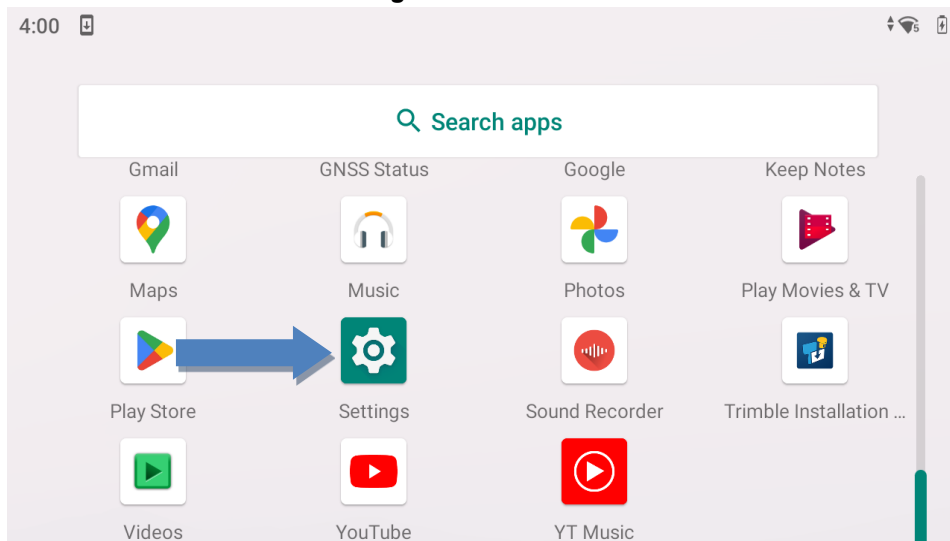 4:00
5
Search apps
Gmail GNSS Status Google Keep Notes
Maps Music Photos Play Movies & TV
Play Store Settings Sound Recorder Trimble Installation ...
Videos YouTube YT Music